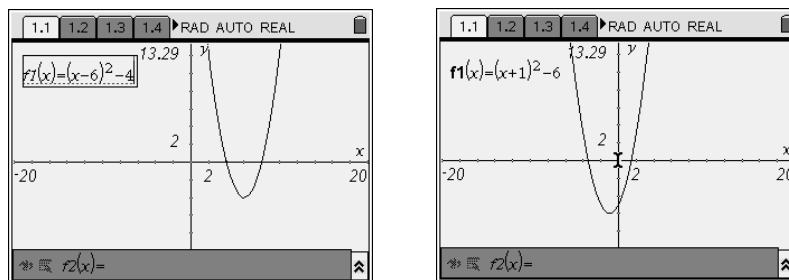 1.1 1.2 1.3 1.4 RAD AUTO REAL
13.29 y
f1(x)=(x-6)²-4
2
x
-20 2 20
f2(x)=
1.1 1.2 1.3 1.4 RAD AUTO REAL
13.29 y
f1(x)=(x+1)²-6
2
x
-20 2 20
f2(x)=